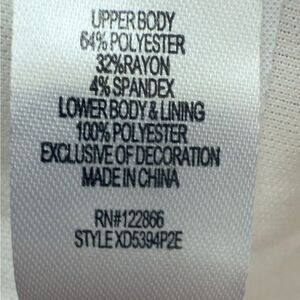 UPPER BODY
64% POLYESTER
32%RAYON
4% SPANDEX
LOWER BODY & LINING
100% POLYESTER
EXCLUSIVE OF DECORATION
MADE IN CHINA
RN#122866
STYLE XD5394P2E